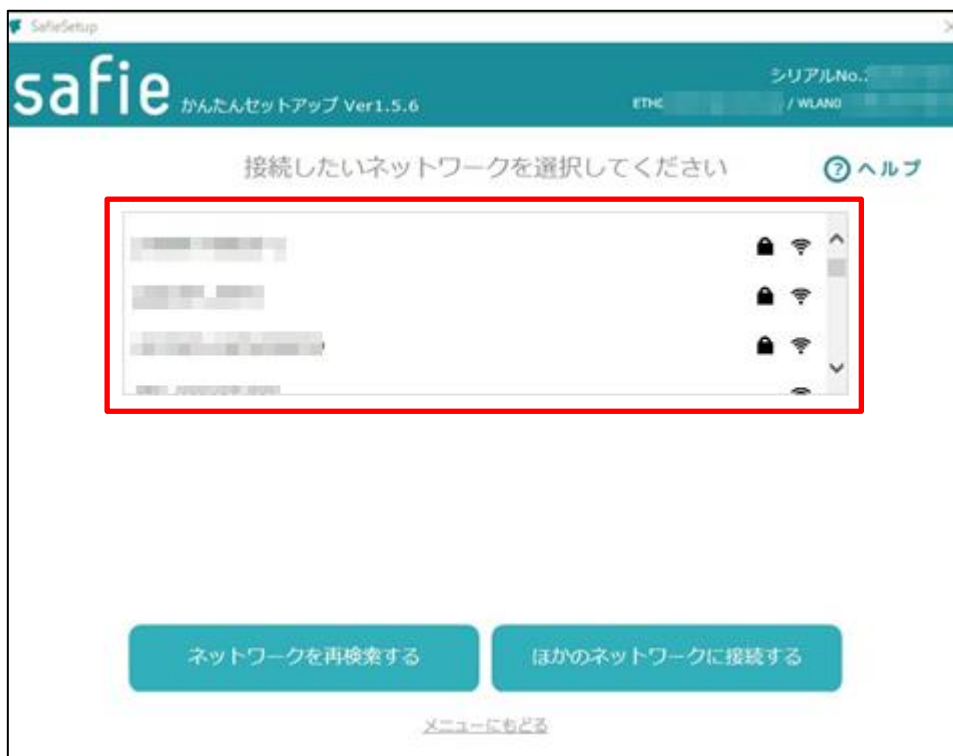 SafieSetup
safie かんたんセットアップ Ver1.5.6
シリアルNo.:
/ WLAN0
接続したいネットワークを選択してください
? ヘルプ
ネットワークを再検索する
ほかのネットワークに接続する
メニューにもどる